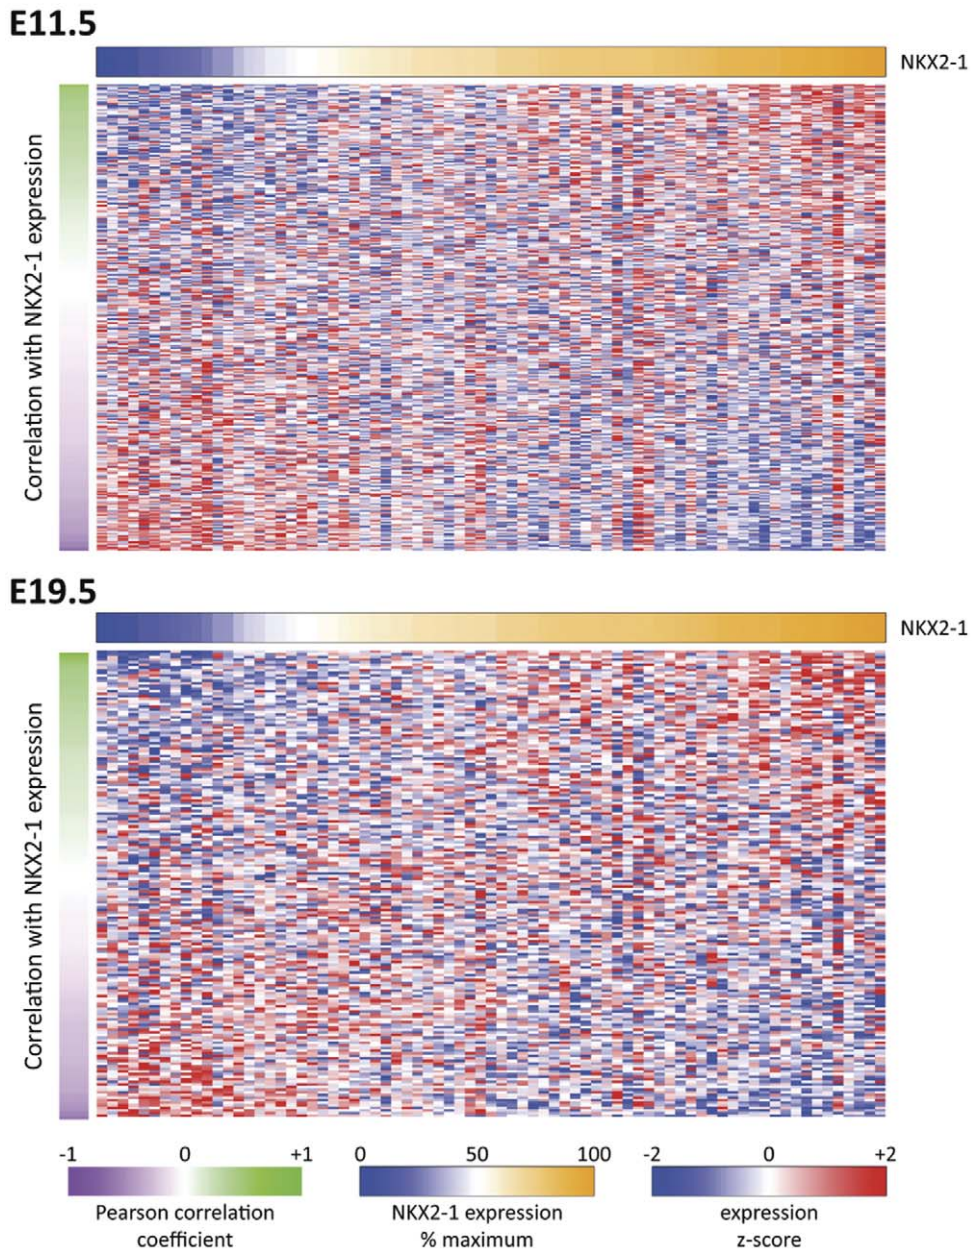 E11.5
NKX2-1
Correlation with NKX2-1 expression
E19.5
NKX2-1
Correlation with NKX2-1 expression
-1 0 +1
Pearson correlation
coefficient
0 50 100
NKX2-1 expression
% maximum
-2 0 +2
expression
z-score